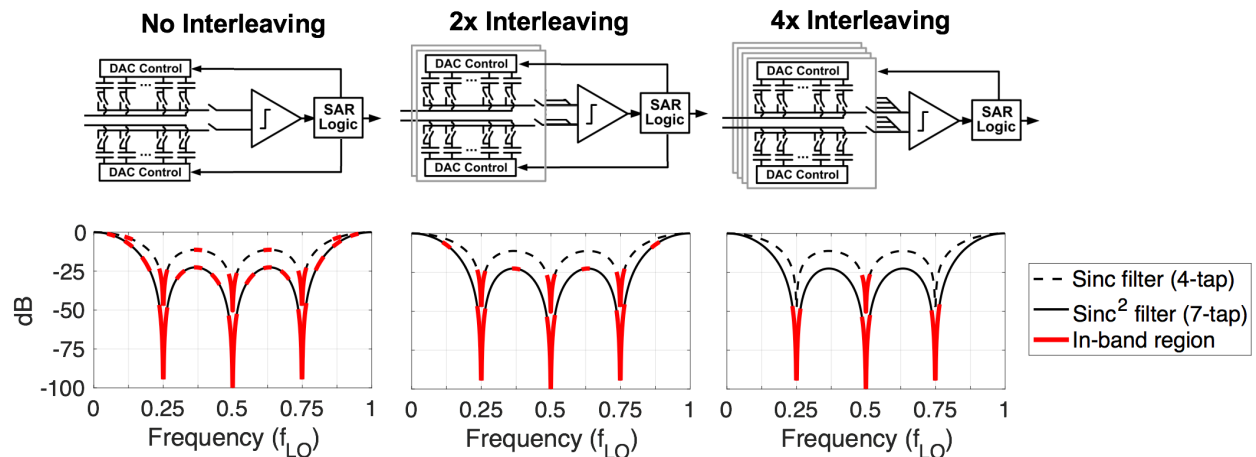 No Interleaving
2x Interleaving
4x Interleaving
DAC Control
...
...
DAC Control
SAR
Logic
DAC Control
...
...
DAC Control
SAR
Logic
DAC Control
...
...
DAC Control
SAR
Logic
dB
0
-25
-50
-75
-100
0 0.25 0.5 0.75 1
Frequency (fLO)
0 0.25 0.5 0.75 1
Frequency (fLO)
0 0.25 0.5 0.75 1
Frequency (fLO)
Sinc filter (4-tap)
Sinc² filter (7-tap)
In-band region